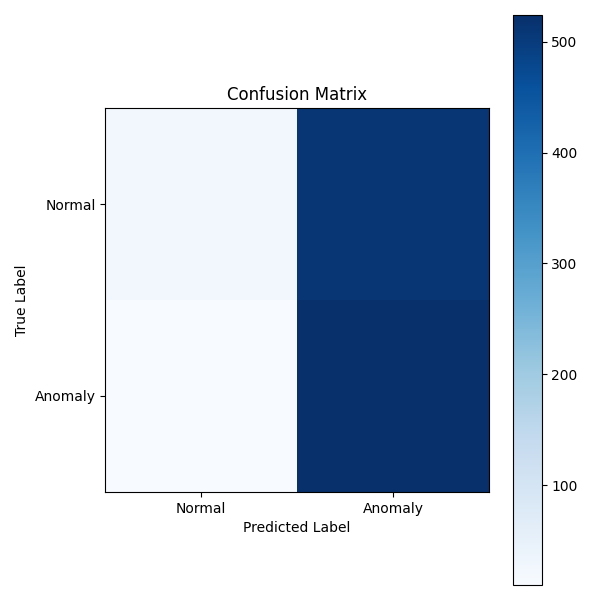 Confusion Matrix
500
400
300
200
100
True Label
Normal
Anomaly
Normal Anomaly
Predicted Label